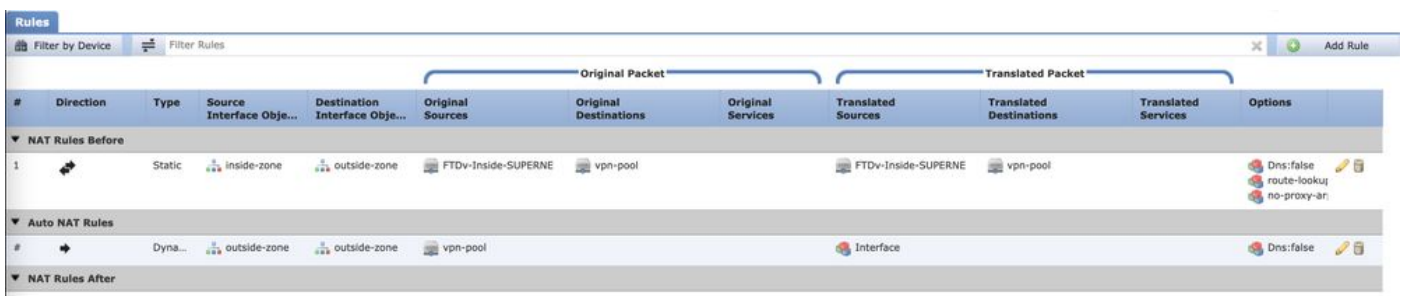 Rules
Filter by Device Filter Rules Add Rule
Original Packet Translated Packet
# Direction Type Source Interface Obje... Destination Interface Obje... Original Sources Original Destinations Original Services Translated Sources Translated Destinations Translated Services Options
NAT Rules Before
1 Static inside-zone outside-zone FTDv-Inside-SUPERNE vpn-pool FTDv-Inside-SUPERNE vpn-pool Dns:false
route-lookup
no-proxy-ar
Auto NAT Rules
# Dyna... outside-zone outside-zone vpn-pool Interface Dns:false
NAT Rules After